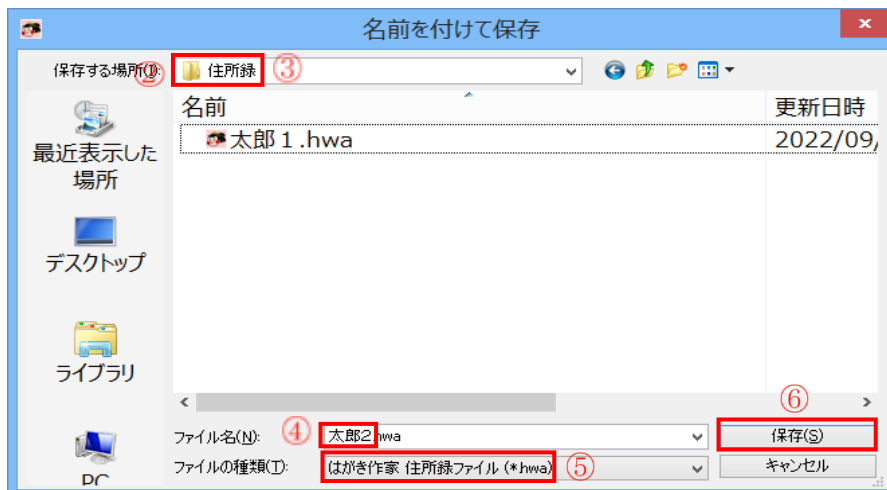 名前を付けて保存
保存する場所(I): ② 住所録 ③
名前 更新日時
太郎１.hwa 2022/09/
最近表示した
場所
デスクトップ
ライブラリ
PC
⑥
ファイル名(N): ④ 太郎2.hwa 保存(S)
ファイルの種類(T): はがき作家 住所録ファイル (*.hwa) ⑤ キャンセル